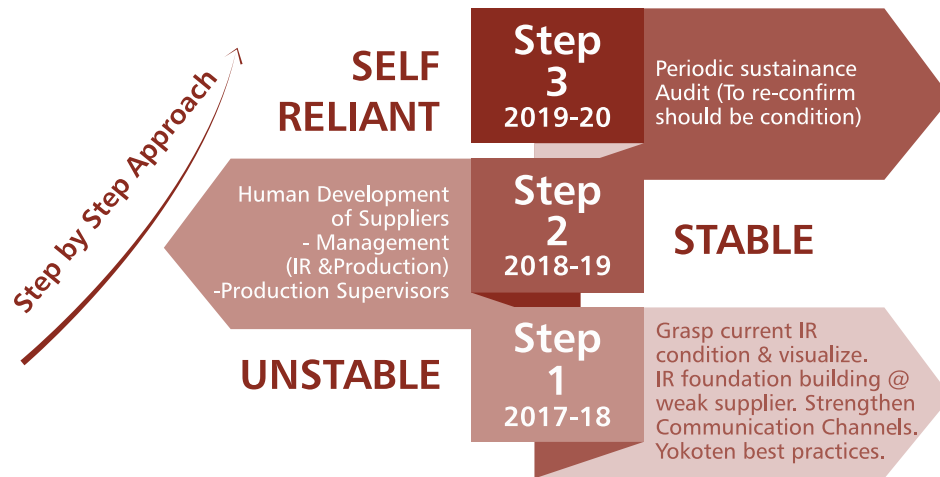 Step by Step Approach
SELF
RELIANT
Step
3
2019-20
Periodic sustainance
Audit (To re-confirm
should be condition)
Human Development
of Suppliers
- Management
(IR &Production)
-Production Supervisors
Step
2
2018-19
STABLE
UNSTABLE
Step
1
2017-18
Grasp current IR
condition & visualize.
IR foundation building @
weak supplier. Strengthen
Communication Channels.
Yokoten best practices.